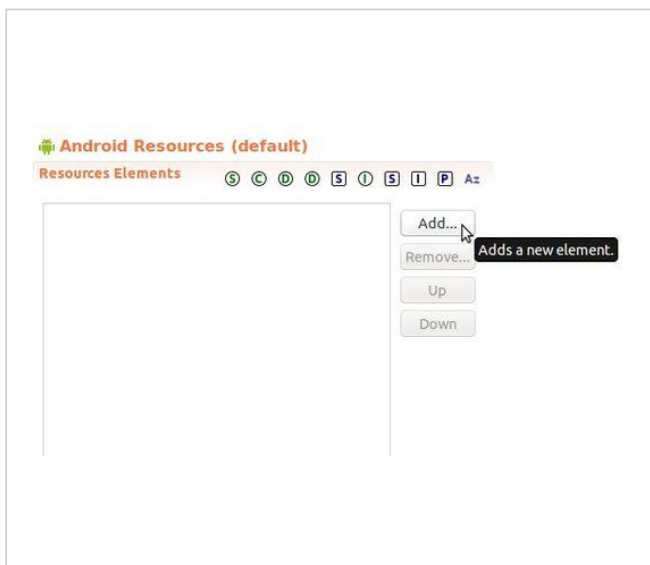 Android Resources (default)
Resources Elements S C D D S I S I P Az
Add...
Remove... Adds a new element.
Up
Down